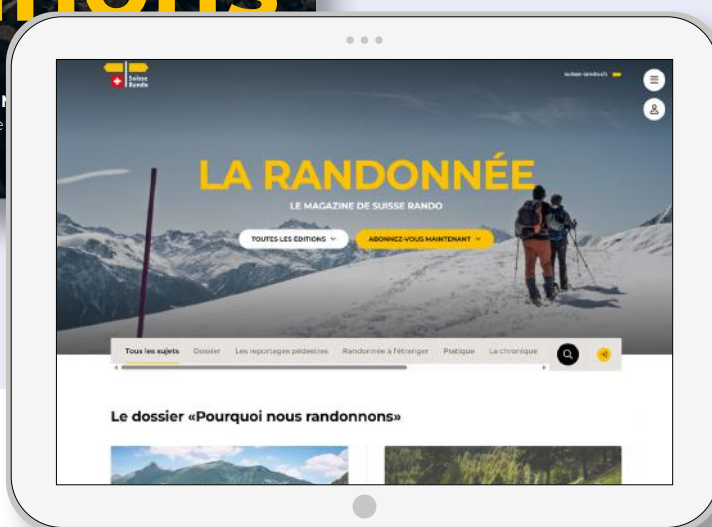 Suisse
Rando
suisse-rando.ch
LA RANDONNÉE
LE MAGAZINE DE SUISSE RANDO
TOUTES LES ÉDITIONS
ABONNEZ-VOUS MAINTENANT
Tous les sujets Dossier Les reportages pédestres Randonnée à l'étranger Pratique La chronique
Le dossier «Pourquoi nous randonnons»